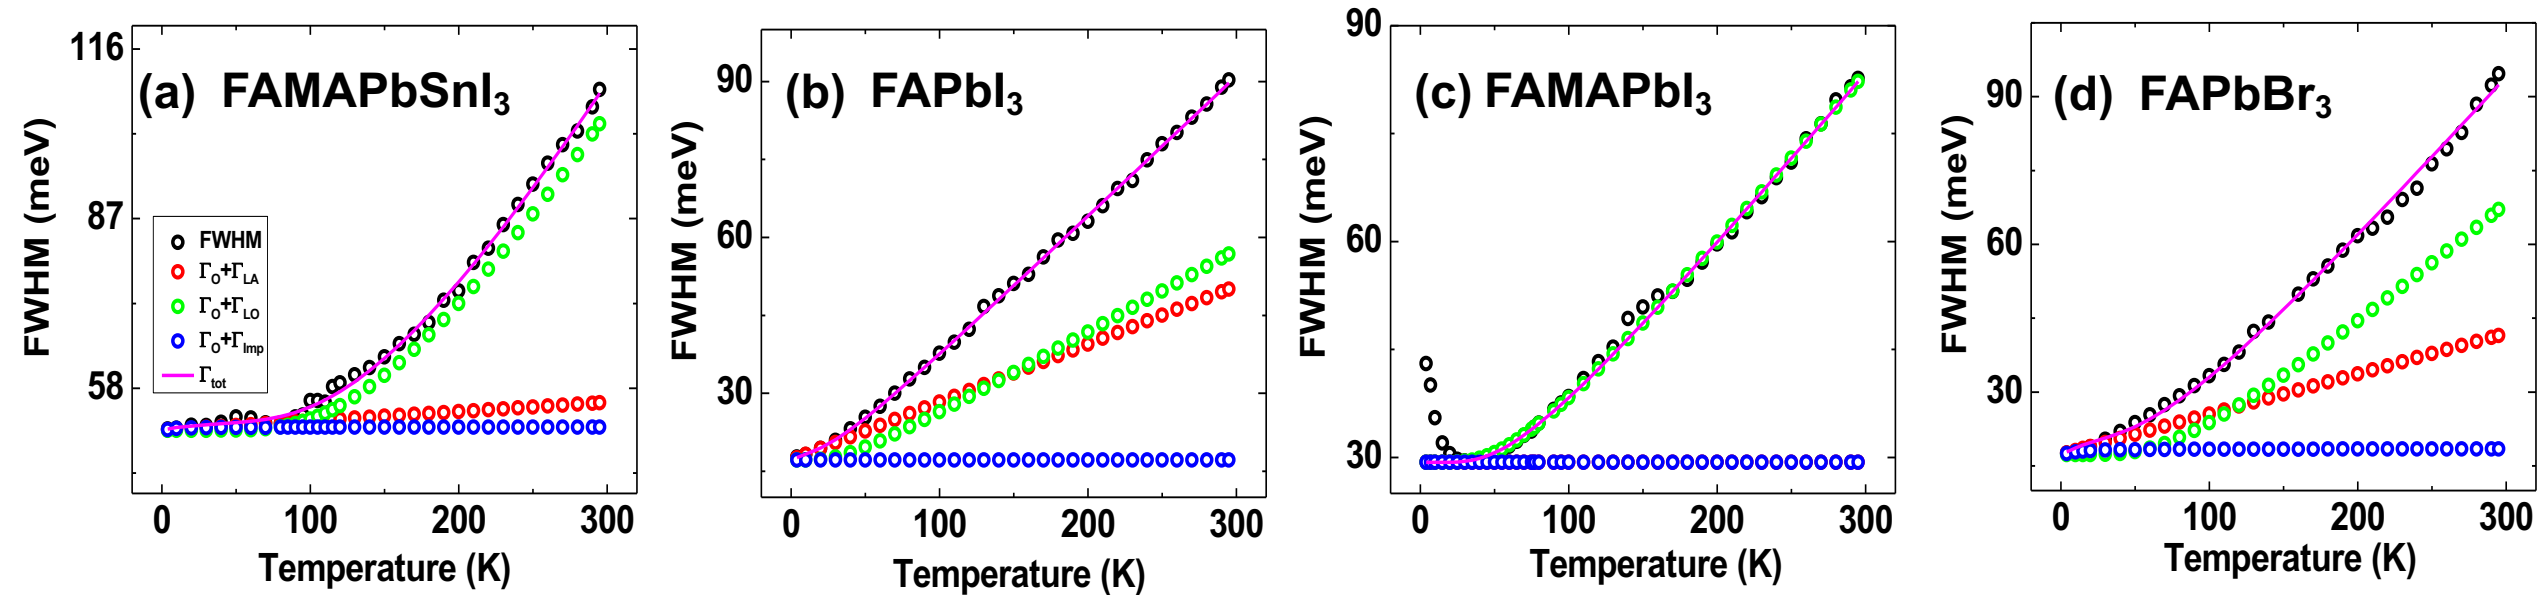 (a) FAMAPbSnI3
FWHM (meV)
116
87
58
FWHM
ΓO+ΓLA
ΓO+ΓLO
ΓO+ΓImp
Γtot
0 100 200 300
Temperature (K)
(b) FAPbI3
FWHM (meV)
90
60
30
0 100 200 300
Temperature (K)
(c) FAMAPbI3
FWHM (meV)
90
60
30
0 100 200 300
Temperature (K)
(d) FAPbBr3
FWHM (meV)
90
60
30
0 100 200 300
Temperature (K)